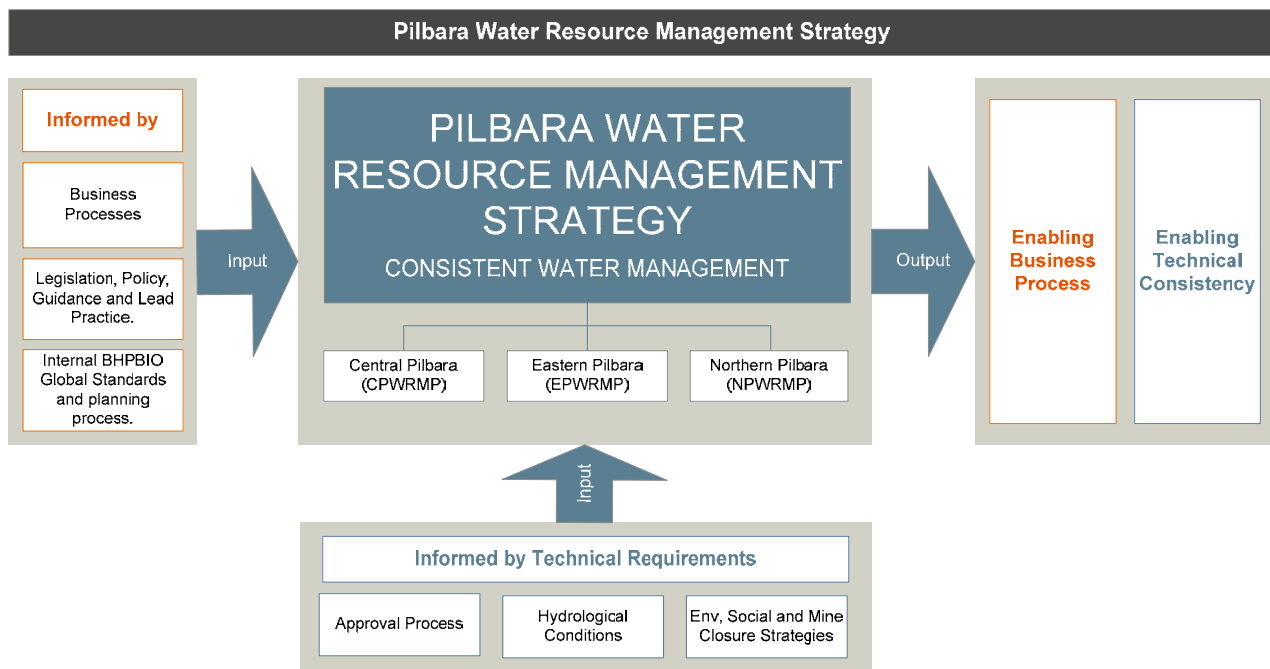 Pilbara Water Resource Management Strategy
Informed by
Business
Processes
Legislation, Policy,
Guidance and Lead
Practice.
Internal BHPBIO
Global Standards
and planning
process.
Input
PILBARA WATER
RESOURCE MANAGEMENT
STRATEGY
CONSISTENT WATER MANAGEMENT
Central Pilbara
(CPWRMP)
Eastern Pilbara
(EPWRMP)
Northern Pilbara
(NPWRMP)
Output
Enabling
Business
Process
Enabling
Technical
Consistency
Input
Informed by Technical Requirements
Approval Process
Hydrological
Conditions
Env, Social and Mine
Closure Strategies